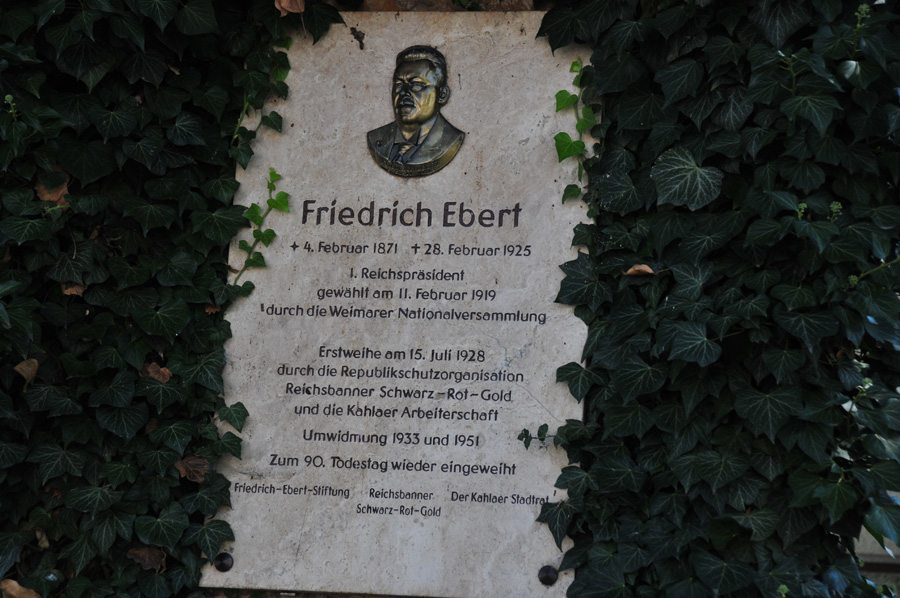 Friedrich Ebert
✦ 4. Februar 1871 ✝ 28. Februar 1925
1. Reichspräsident
gewählt am 11. Februar 1919
durch die Weimarer Nationalversammlung
Erstweihe am 15. Juli 1928
durch die Republikschutzorganisation
Reichsbanner Schwarz-Rot-Gold
und die Kahlaer Arbeiterschaft
Umwidmung 1933 und 1951
Zum 90. Todestag wieder eingeweiht
Friedrich-Ebert-Stiftung Reichsbanner Der Kahlaer Stadtrat
Schwarz-Rot-Gold